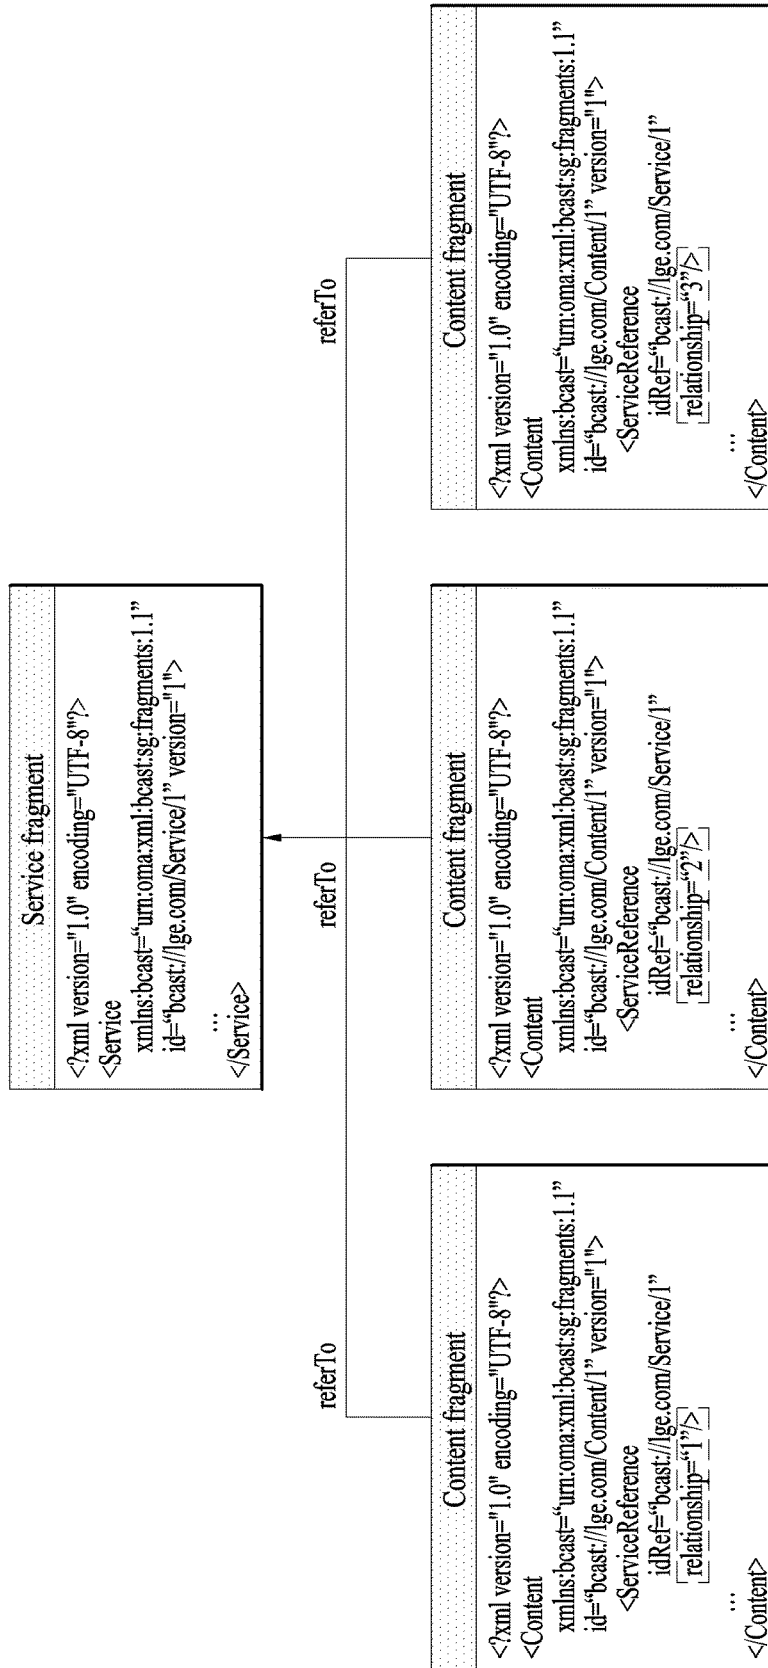 Service fragment
<?xml version="1.0" encoding="UTF-8"?>
<Service
xmlns:bcast=“urn:oma:xml:bcast:sg:fragments:1.1”
id=“bcast://lge.com/Service/1” version="1">
...
</Service>
referTo
referTo
referTo
Content fragment
<?xml version="1.0" encoding="UTF-8"?>
<Content
xmlns:bcast=“urn:oma:xml:bcast:sg:fragments:1.1”
id=“bcast://lge.com/Content/1” version="1">
<ServiceReference
idRef=“bcast://lge.com/Service/1”
relationship=“1”/>
...
</Content>
Content fragment
<?xml version="1.0" encoding="UTF-8"?>
<Content
xmlns:bcast=“urn:oma:xml:bcast:sg:fragments:1.1”
id=“bcast://lge.com/Content/1” version="1">
<ServiceReference
idRef=“bcast://lge.com/Service/1”
relationship=“2”/>
...
</Content>
Content fragment
<?xml version="1.0" encoding="UTF-8"?>
<Content
xmlns:bcast=“urn:oma:xml:bcast:sg:fragments:1.1”
id=“bcast://lge.com/Content/1” version="1">
<ServiceReference
idRef=“bcast://lge.com/Service/1”
relationship=“3”/>
...
</Content>